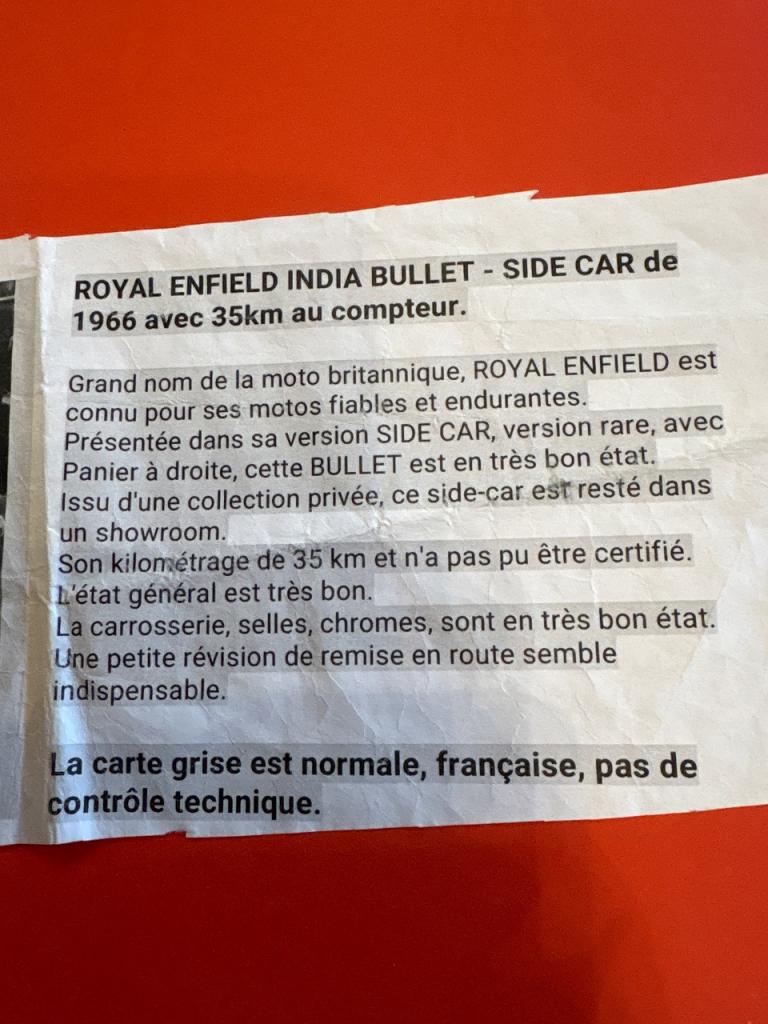 ROYAL ENFIELD INDIA BULLET - SIDE CAR de
1966 avec 35km au compteur.
Grand nom de la moto britannique, ROYAL ENFIELD est
connu pour ses motos fiables et endurantes.
Présentée dans sa version SIDE CAR, version rare, avec
Panier à droite, cette BULLET est en très bon état.
Issu d'une collection privée, ce side-car est resté dans
un showroom.
Son kilométrage de 35 km et n'a pas pu être certifié.
L'état général est très bon.
La carrosserie, selles, chromes, sont en très bon état.
Une petite révision de remise en route semble
indispensable.
La carte grise est normale, française, pas de
contrôle technique.